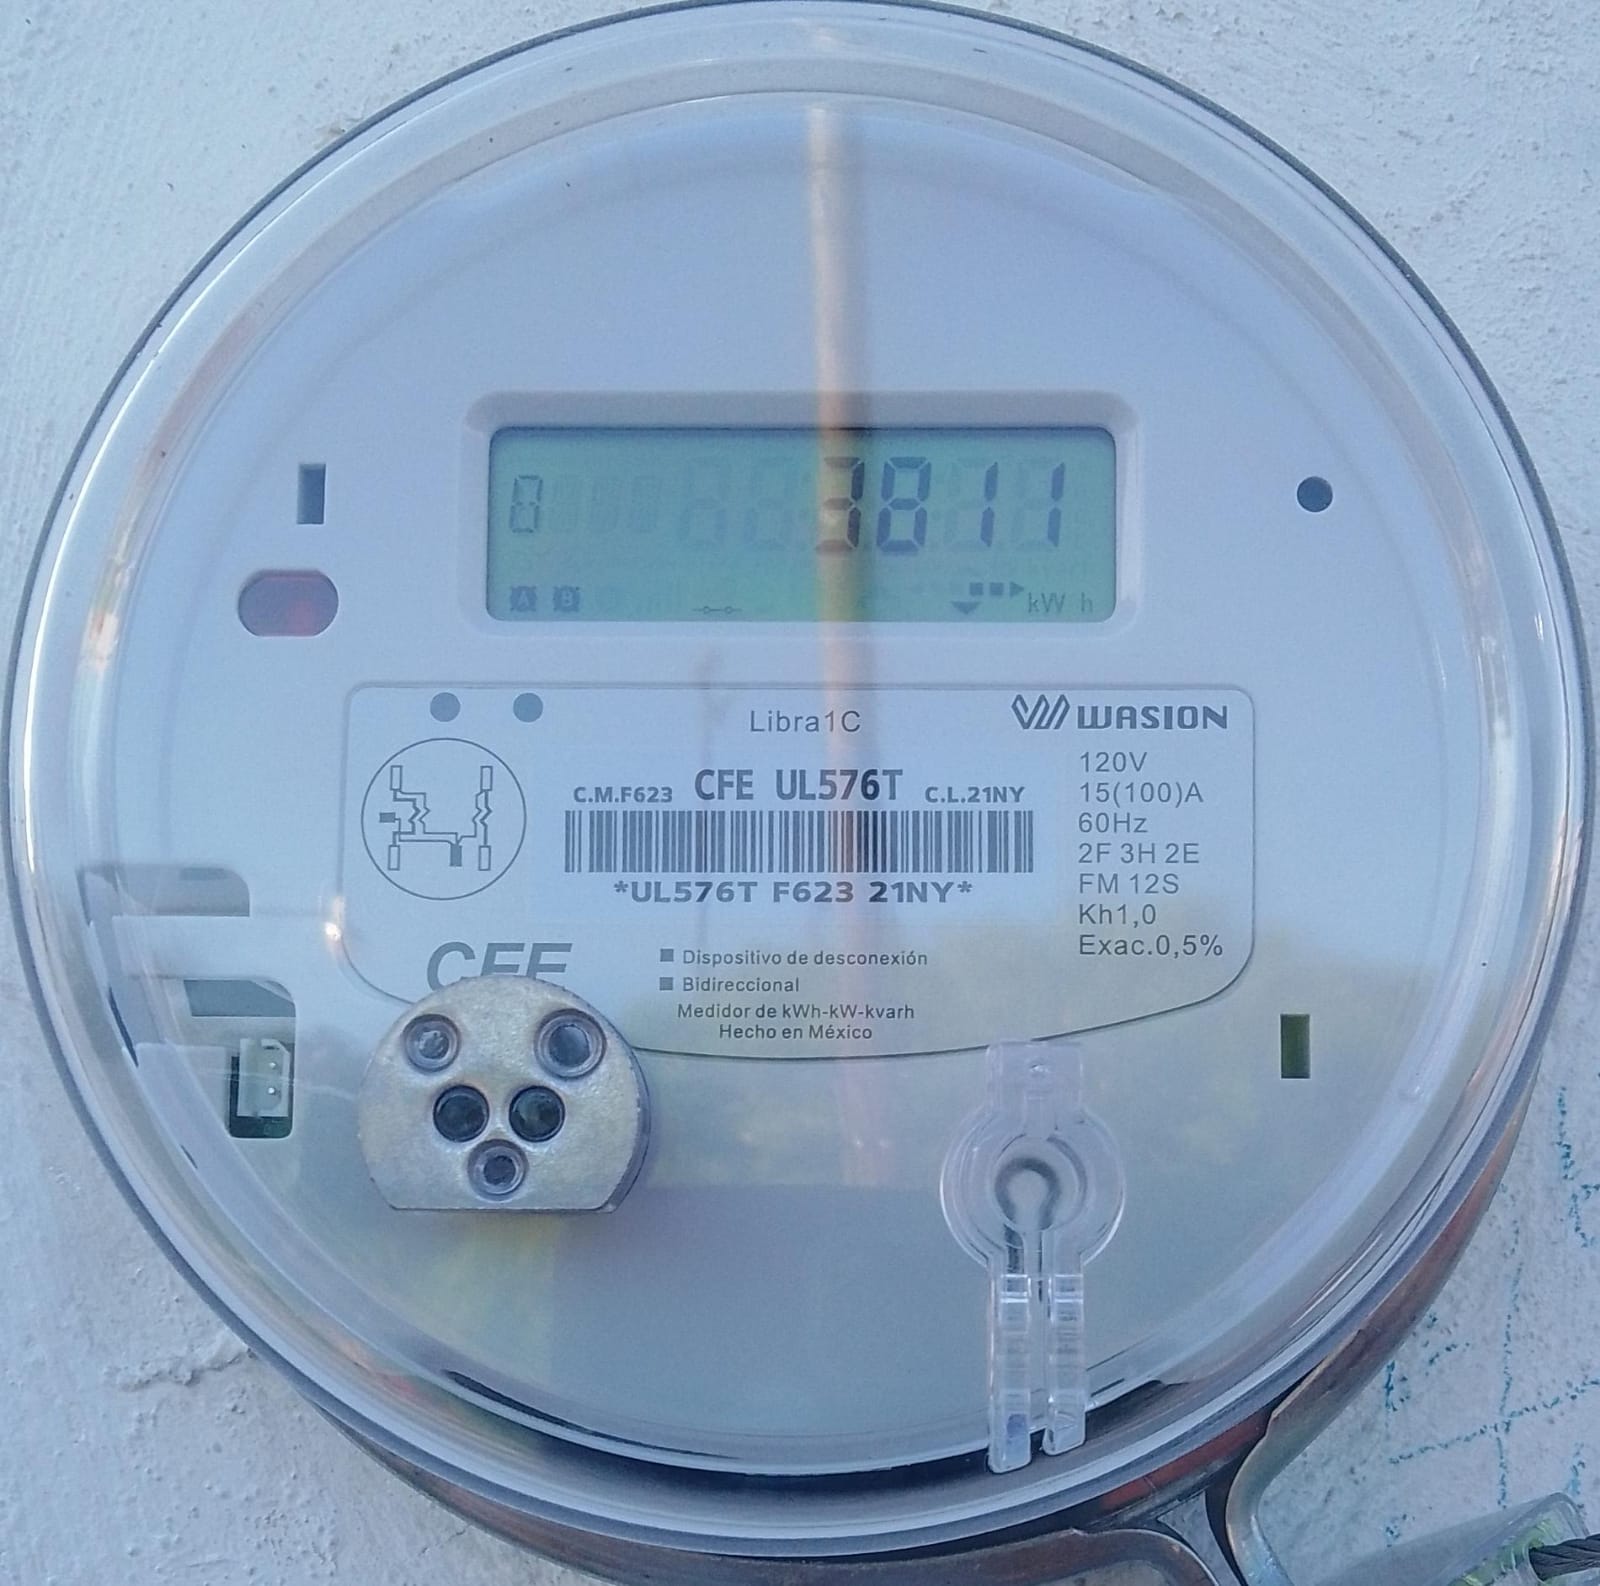 0 3811
A B kW h
Libra1C
WASION
C.M.F623 CFE UL576T C.L.21NY
*UL576T F623 21NY*
120V
15(100)A
60Hz
2F 3H 2E
FM 12S
Kh1,0
Exac.0,5%
CFE
Dispositivo de desconexión
Bidireccional
Medidor de kWh-kW-kvarh
Hecho en México